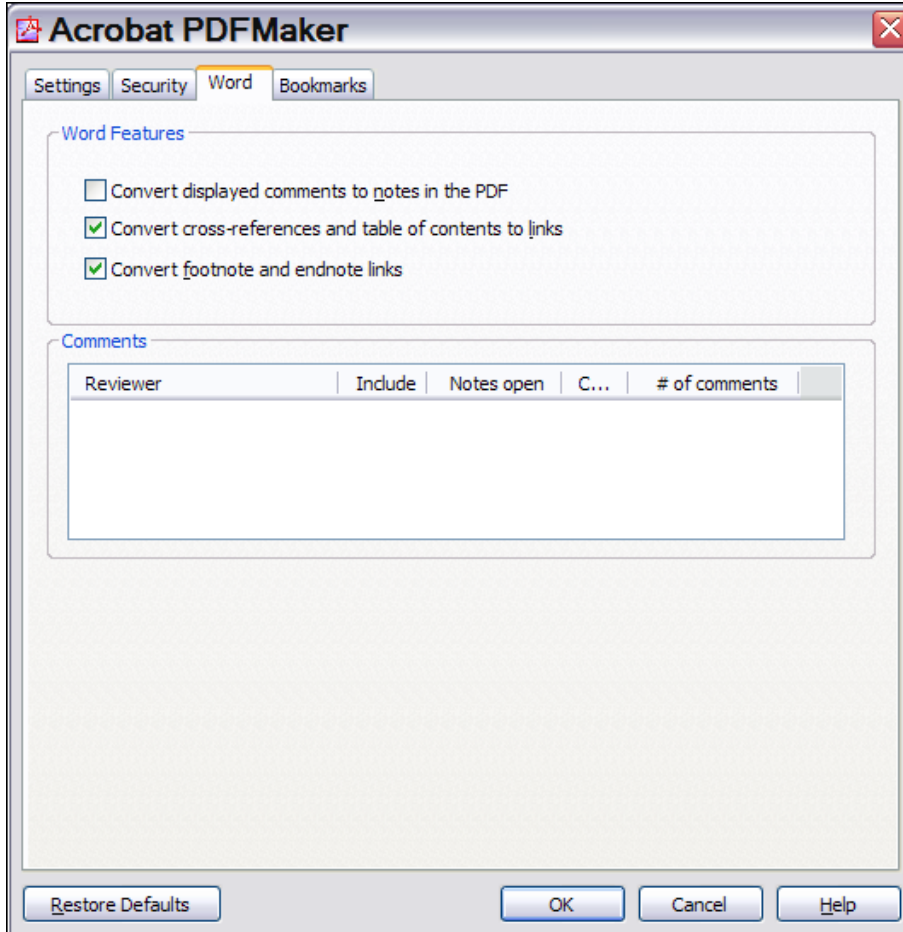 Acrobat PDFMaker
Settings Security Word Bookmarks
Word Features
Convert displayed comments to notes in the PDF
Convert cross-references and table of contents to links
Convert footnote and endnote links
Comments
Reviewer Include Notes open C... # of comments
Restore Defaults OK Cancel Help